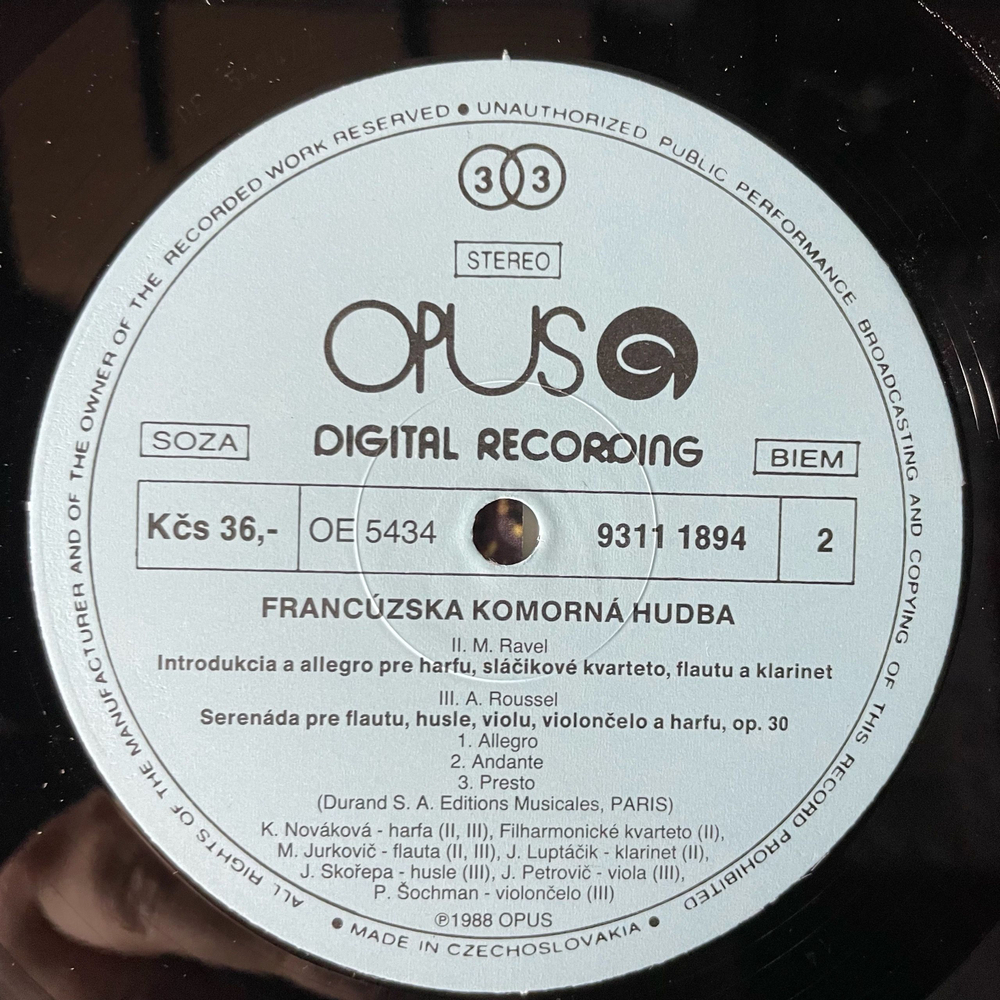 ALL RIGHTS OF THE MANUFACTURER AND OF THE OWNER OF THE RECORDED WORK RESERVED ● UNAUTHORIZED PUBLIC PERFORMANCE BROADCASTING AND COPYING OF THIS RECORD PROHIBITED
33
STEREO
OPUS
DIGITAL RECORDING
SOZA
BIEM
Kčs 36,- OE 5434 9311 1894 2
FRANCÚZSKA KOMORNÁ HUDBA
II. M. Ravel
Introdukcia a allegro pre harfu, sláčikové kvarteto, flautu a klarinet
III. A. Roussel
Serenáda pre flautu, husle, violu, violončelo a harfu, op. 30
1. Allegro
2. Andante
3. Presto
(Durand S. A. Editions Musicales, PARIS)
K. Nováková - harfa (II, III), Filharmonické kvarteto (II),
M. Jurkovič - flauta (II, III), J. Luptáčik - klarinet (II),
J. Skořepa - husle (III), J. Petrovič - viola (III),
P. Šochman - violončelo (III)
℗1988 OPUS
● MADE IN CZECHOSLOVAKIA ●